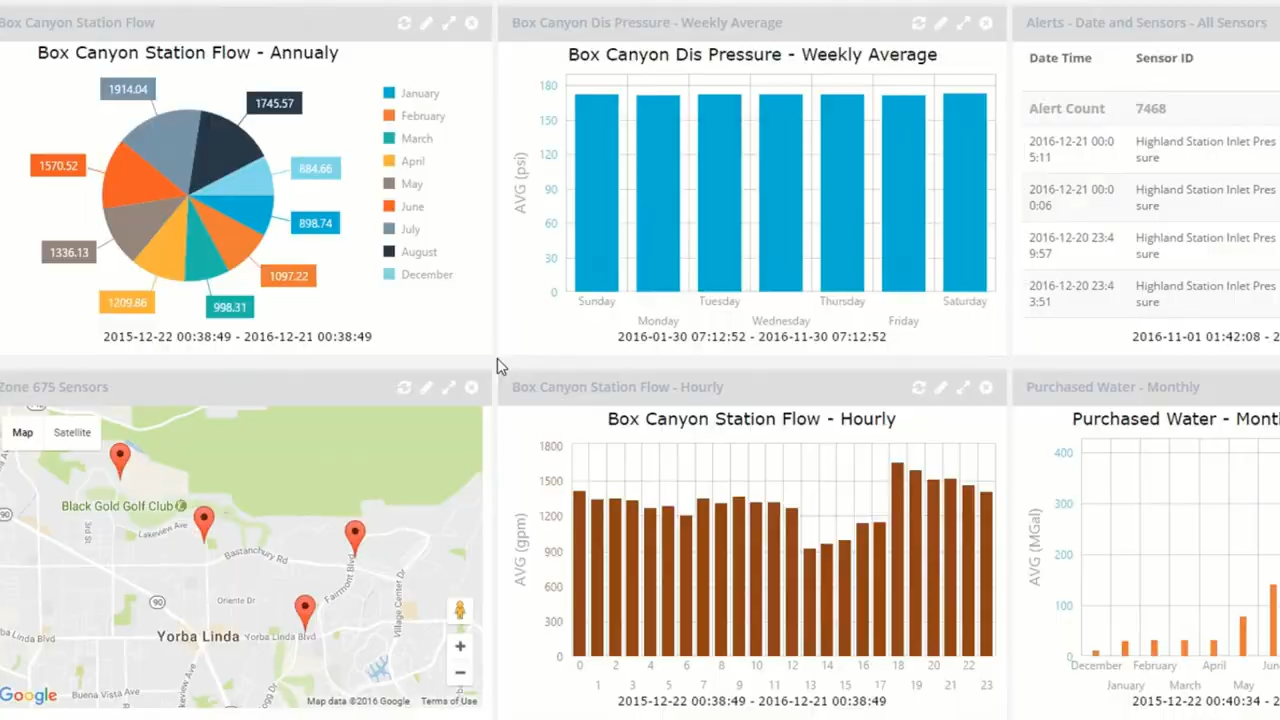 Box Canyon Station Flow
Box Canyon Station Flow - Annualy
1914.04
1745.57
1570.52
884.66
898.74
1336.13
1097.22
1209.86
998.31
January
February
March
April
May
June
July
August
December
2015-12-22 00:38:49 - 2016-12-21 00:38:49
Box Canyon Dis Pressure - Weekly Average
Box Canyon Dis Pressure - Weekly Average
AVG (psi)
180
150
120
90
60
30
0
Sunday
Monday
Tuesday
Wednesday
Thursday
Friday
Saturday
2016-01-30 07:12:52 - 2016-11-30 07:12:52
Alerts - Date and Sensors - All Sensors
Date Time Sensor ID
Alert Count 7468
2016-12-21 00:0 Highland Station Inlet Pres
5:11 sure
2016-12-21 00:0 Highland Station Inlet Pres
0:06 sure
2016-12-20 23:4 Highland Station Inlet Pres
9:57 sure
2016-12-20 23:4 Highland Station Inlet Pres
3:51 sure
2016-11-01 01:42:08 - 2
Zone 675 Sensors
Map Satellite
Black Gold Golf Club
90
Lakeview Ave
Bastanchury Rd
Fairmont Blvd
Village Center Dr
90
Oriente Dr
Yorba Linda
Yorba Linda Blvd
ba Linda Blvd
Lakeview Ave
Buena Vista Ave
Google
Map data ©2016 Google Terms of Use
Box Canyon Station Flow - Hourly
Box Canyon Station Flow - Hourly
AVG (gpm)
1800
1500
1200
900
600
300
0
0 2 4 6 8 10 12 14 16 18 20 22
1 3 5 7 9 11 13 15 17 19 21 23
2015-12-22 00:38:49 - 2016-12-21 00:38:49
Purchased Water - Monthly
Purchased Water - Mont
AVG (MGal)
400
300
200
100
0
December February April Jun
January March May
2015-12-22 00:40:34 - 2